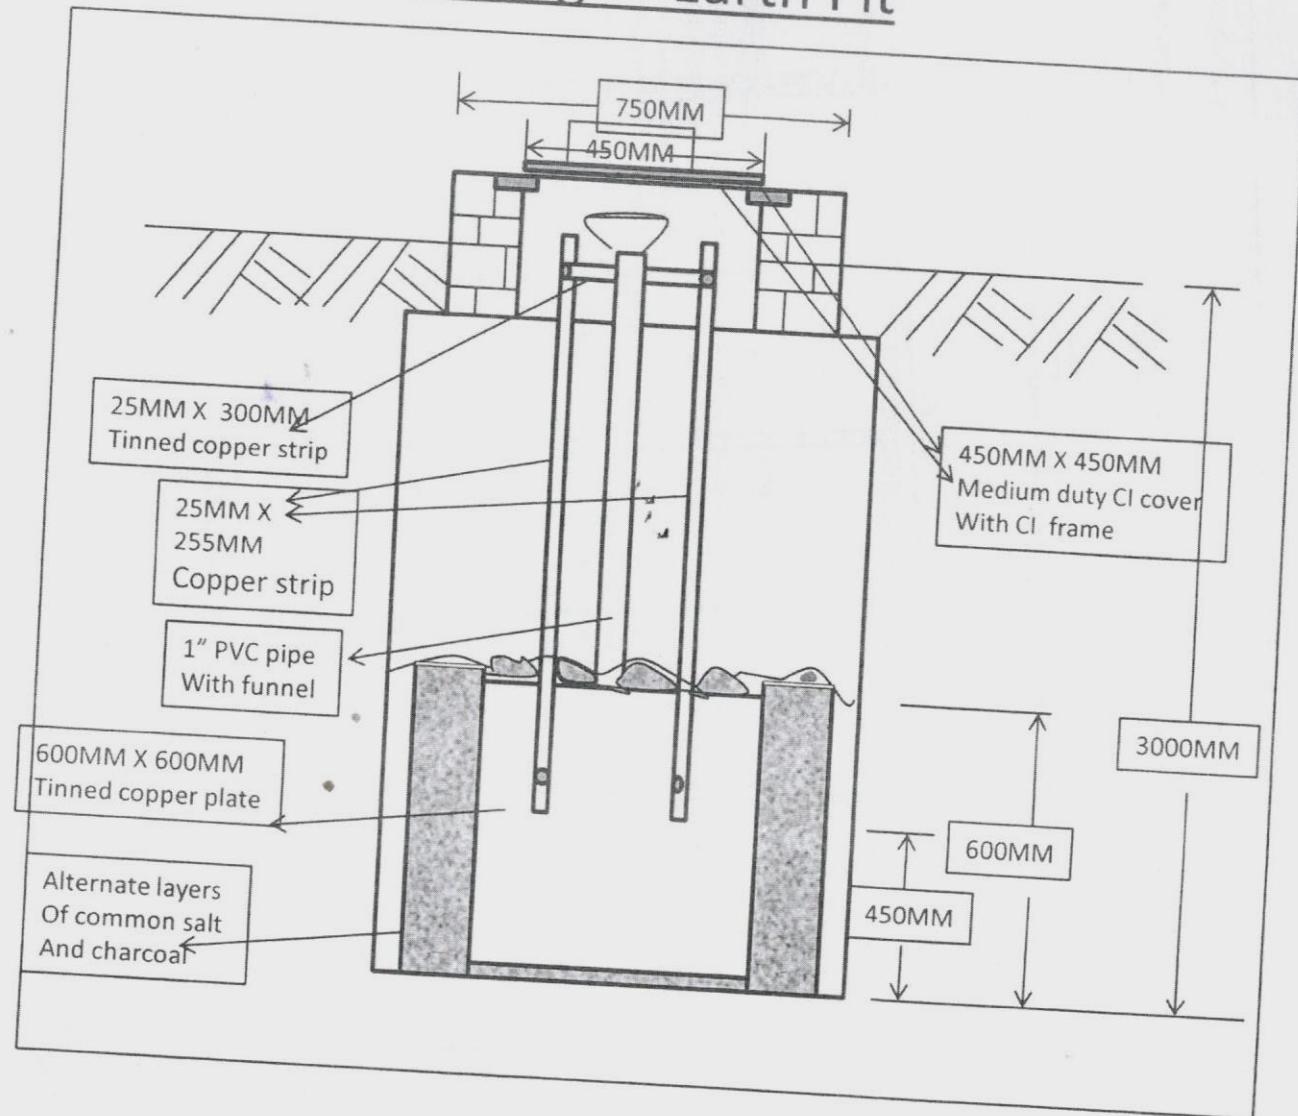 Earth Pit
750MM
450MM
25MM X 300MM
Tinned copper strip
25MM X
255MM
Copper strip
1" PVC pipe
With funnel
600MM X 600MM
Tinned copper plate
Alternate layers
Of common salt
And charcoal
450MM X 450MM
Medium duty CI cover
With CI frame
3000MM
600MM
450MM